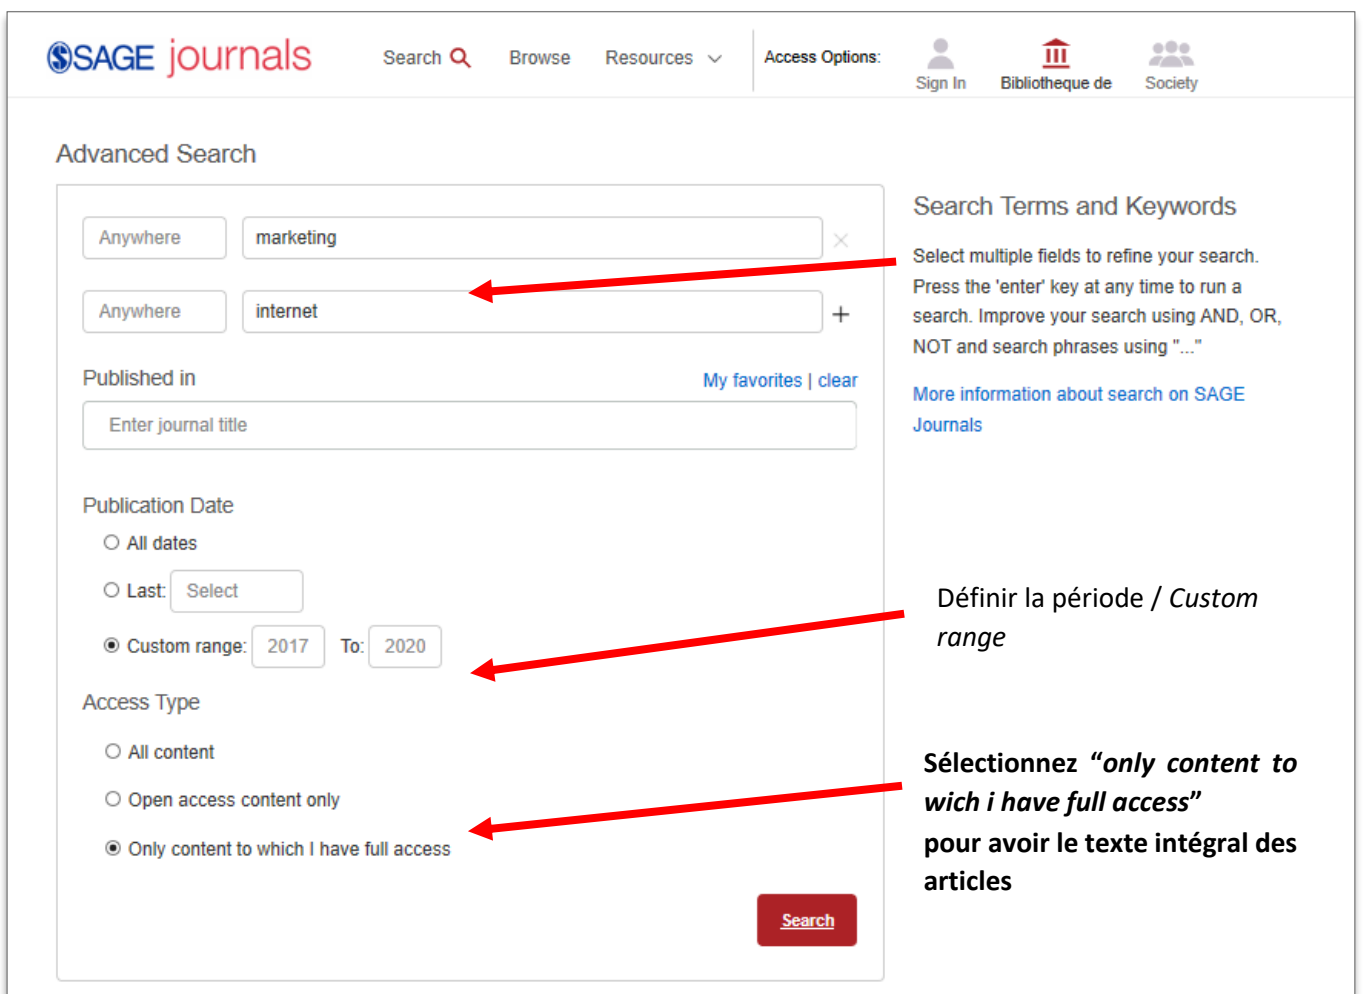 SAGE journals
Search
Browse
Resources
Access Options:
Sign In
Bibliotheque de
Society
Advanced Search
Anywhere
marketing
Anywhere
internet
Published in
My favorites | clear
Enter journal title
Publication Date
All dates
Last: Select
Custom range: 2017 To: 2020
Access Type
All content
Open access content only
Only content to which I have full access
Search
Search Terms and Keywords
Select multiple fields to refine your search.
Press the 'enter' key at any time to run a
search. Improve your search using AND, OR,
NOT and search phrases using "..."
More information about search on SAGE
Journals
Définir la période / Custom
range
Sélectionnez “only content to
wich i have full access”
pour avoir le texte intégral des
articles